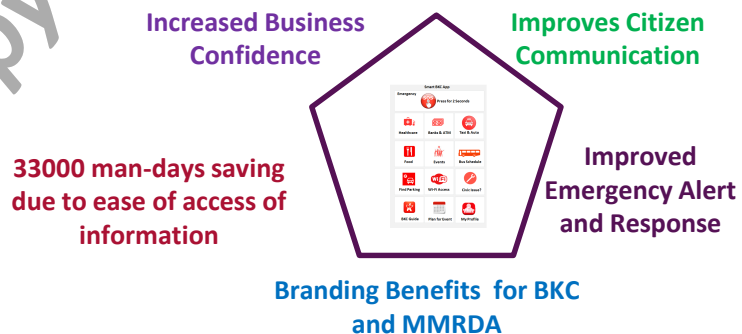 py
Increased Business
Confidence
Improves Citizen
Communication
Smart BKC App
Emergency
Press for 2 Seconds
Healthcare
Banks & ATM
Taxi & Auto
Food
Events
Bus Schedule
Find Parking
Wi-Fi Access
Civic Issue?
BKC Guide
Plan for Event
My Profile
33000 man-days saving
due to ease of access of
information
Improved
Emergency Alert
and Response
Branding Benefits for BKC
and MMRDA